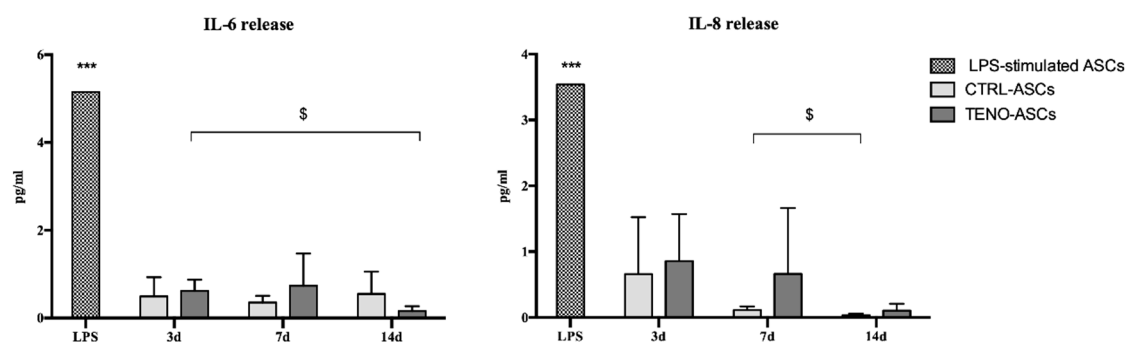 IL-6 release
6
4
2
0
pg/ml
***
$
LPS
3d
7d
14d
IL-8 release
4
3
2
1
0
pg/ml
***
$
LPS
3d
7d
14d
LPS-stimulated ASCs
CTRL-ASCs
TENO-ASCs